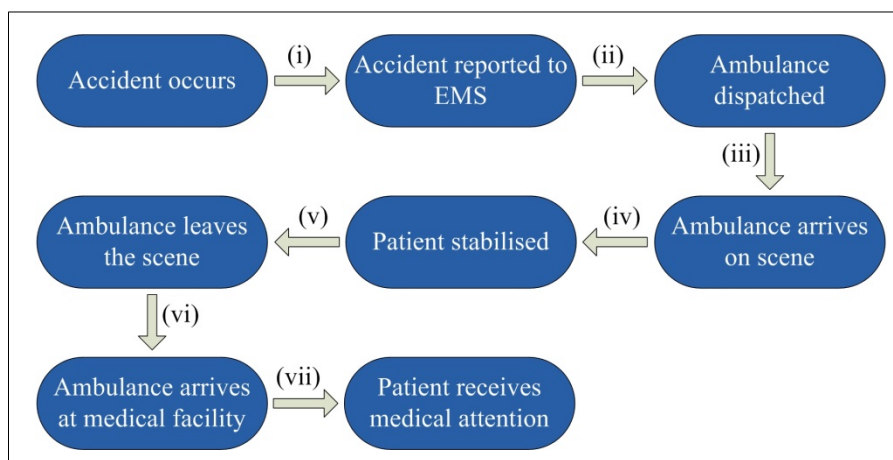 Accident occurs
(i)
Accident reported to
EMS
(ii)
Ambulance
dispatched
(iii)
Ambulance arrives
on scene
(iv)
Patient stabilised
(v)
Ambulance leaves
the scene
(vi)
Ambulance arrives
at medical facility
(vii)
Patient receives
medical attention